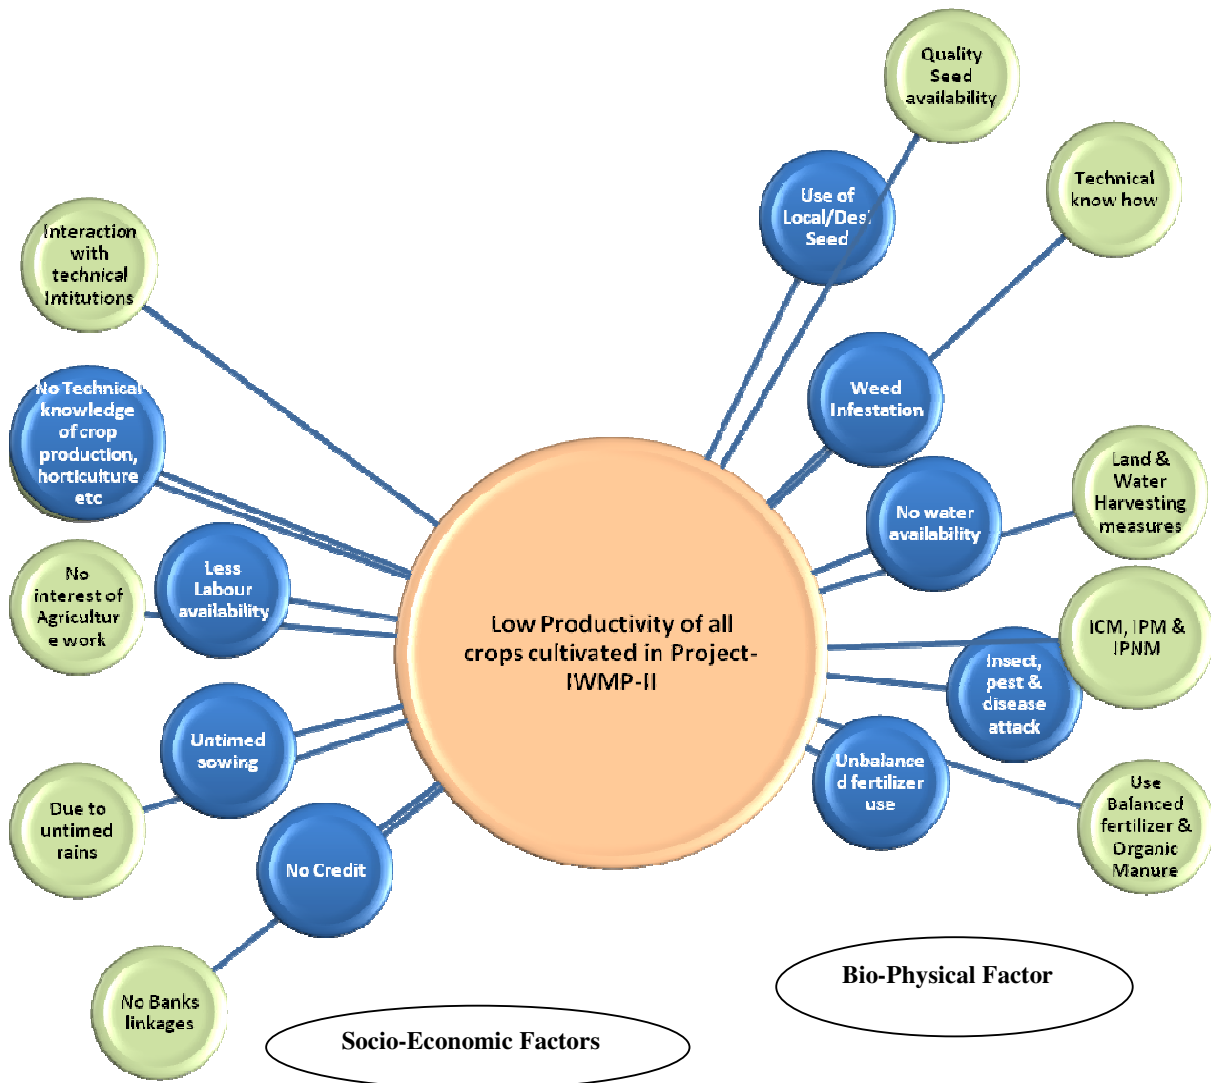 Quality
Seed
availability
Use of
Local/Desi
Seed
Technical
know how
Interaction
with
technical
Intitutions
Weed
Infestation
No Technical
knowledge
of crop
production,
horticulture
etc
Land &
Water
Harvesting
measures
No water
availability
No
interest of
Agricultur
e work
Less
Labour
availability
Low Productivity of all
crops cultivated in Project-
IWMP-II
ICM, IPM &
IPNM
Insect,
pest &
disease
attack
Untimed
sowing
Unbalance
d fertilizer
use
Due to
untimed
rains
Use
Balanced
fertilizer &
Organic
Manure
No Credit
No Banks
linkages
Bio-Physical Factor
Socio-Economic Factors